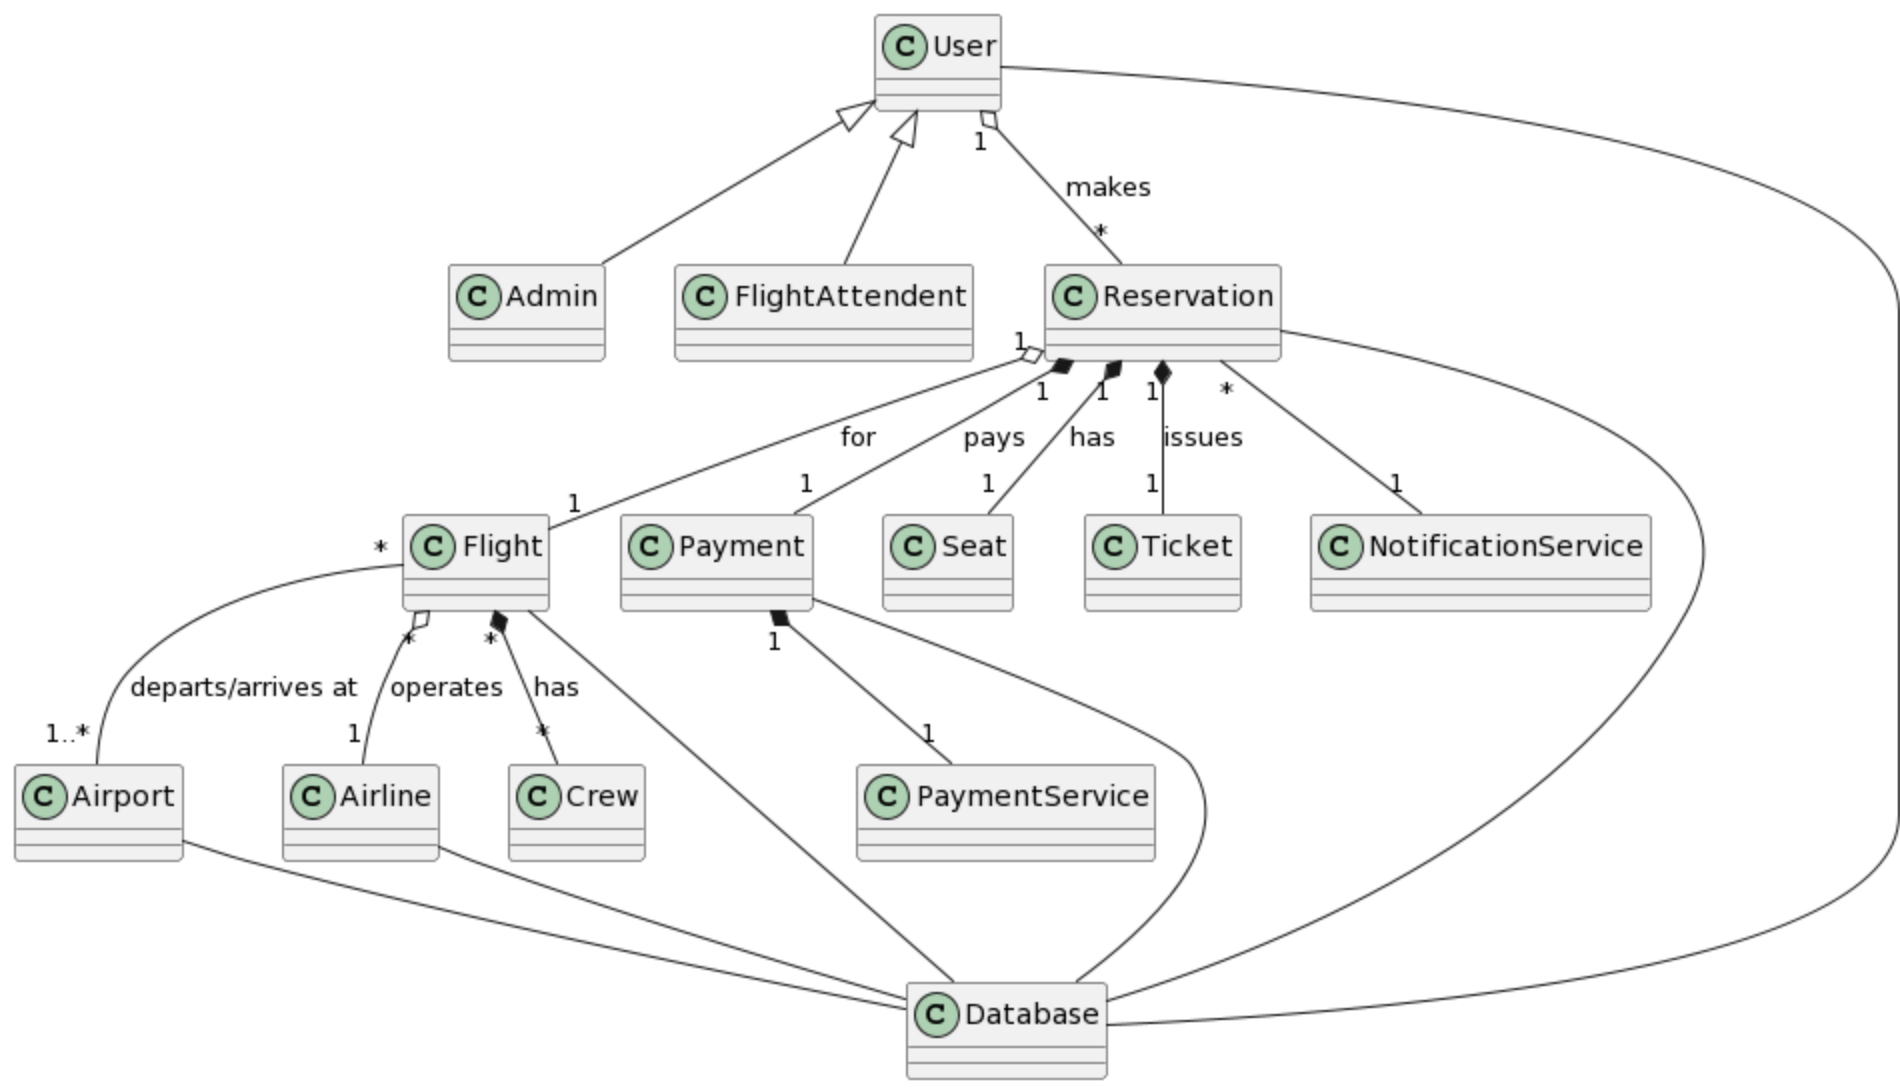 C User
1
makes
*
C Admin
C FlightAttendent
C Reservation
1
1
1
1
*
for
pays
has
issues
1
1
1
1
1
*
C Flight
C Payment
C Seat
C Ticket
C NotificationService
*
*
1
departs/arrives at
operates
has
1..*
1
*
1
C Airport
C Airline
C Crew
C PaymentService
C Database